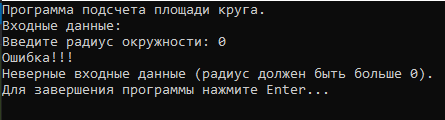 Программа подсчета площади круга.
Входные данные:
Введите радиус окружности: 0
Ошибка!!!
Неверные входные данные (радиус должен быть больше 0).
Для завершения программы нажмите Enter...